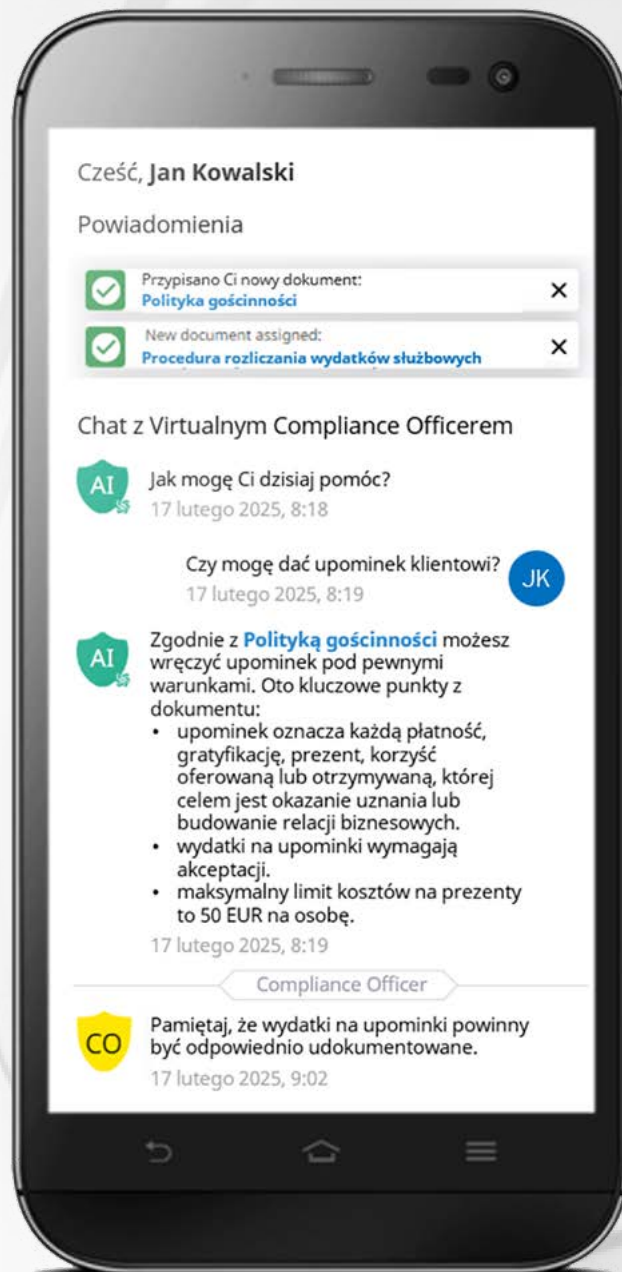 Cześć, Jan Kowalski
Powiadomienia
Przypisano Ci nowy dokument:
Polityka gościnności
New document assigned:
Procedura rozliczania wydatków służbowych
Chat z Virtualnym Compliance Officerem
AI
Jak mogę Ci dzisiaj pomóc?
17 lutego 2025, 8:18
Czy mogę dać upominek klientowi?
17 lutego 2025, 8:19
JK
AI
Zgodnie z Polityką gościnności możesz
wręczyć upominek pod pewnymi
warunkami. Oto kluczowe punkty z
dokumentu:
• upominek oznacza każdą płatność,
gratyfikację, prezent, korzyść
oferowaną lub otrzymywaną, której
celem jest okazanie uznania lub
budowanie relacji biznesowych.
• wydatki na upominki wymagają
akceptacji.
• maksymalny limit kosztów na prezenty
to 50 EUR na osobę.
17 lutego 2025, 8:19
Compliance Officer
CO
Pamiętaj, że wydatki na upominki powinny
być odpowiednio udokumentowane.
17 lutego 2025, 9:02